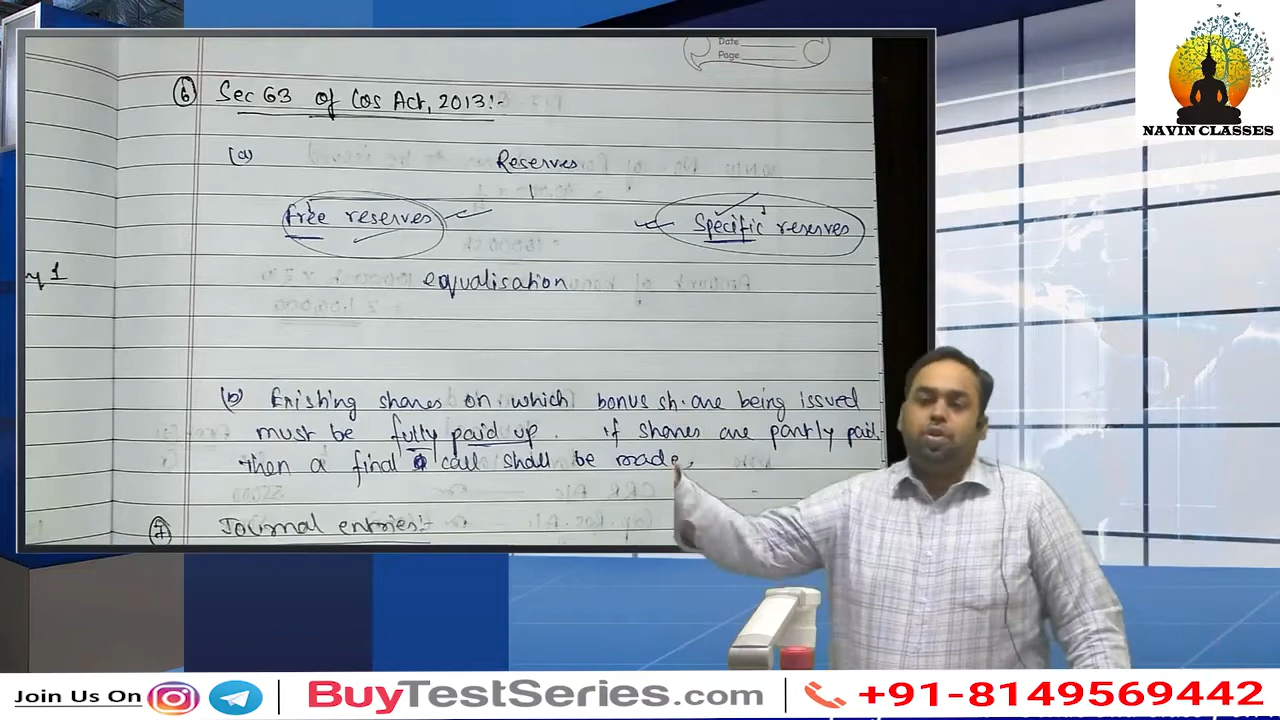 Date
Page
NAVIN CLASSES
6 Sec 63 of Cos Act, 2013:-
(a) Reserves
free reserves
Specific reserves
1
equalisation
(b) Existing shares on which bonus sh. are being issued
must be fully paid up. If shares are partly paid
then a final call shall be made.
7 Journal entries:-
Join Us On BuyTestSeries.com +91-8149569442